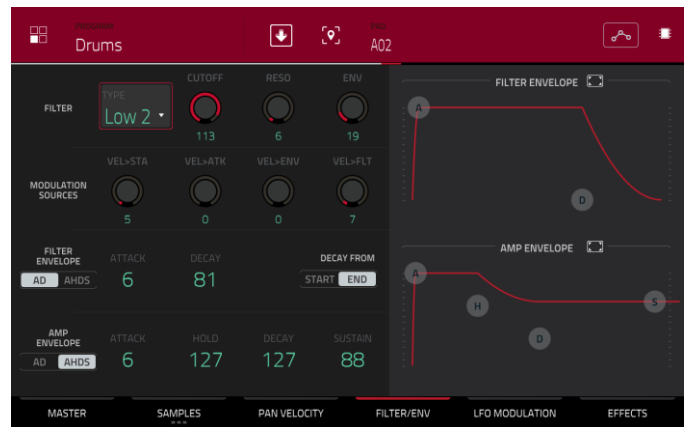 PROGRAM
Drums
PAD
A02
FILTER
TYPE
Low 2
CUTOFF
113
RESO
6
ENV
19
MODULATION
SOURCES
VEL>STA
5
VEL>ATK
0
VEL>ENV
0
VEL>FLT
7
FILTER
ENVELOPE
AD AHDS
ATTACK
6
DECAY
81
DECAY FROM
START END
AMP
ENVELOPE
AD AHDS
ATTACK
6
HOLD
127
DECAY
127
SUSTAIN
88
FILTER ENVELOPE
A
D
AMP ENVELOPE
A
H
D
S
MASTER SAMPLES PAN VELOCITY FILTER/ENV LFO MODULATION EFFECTS